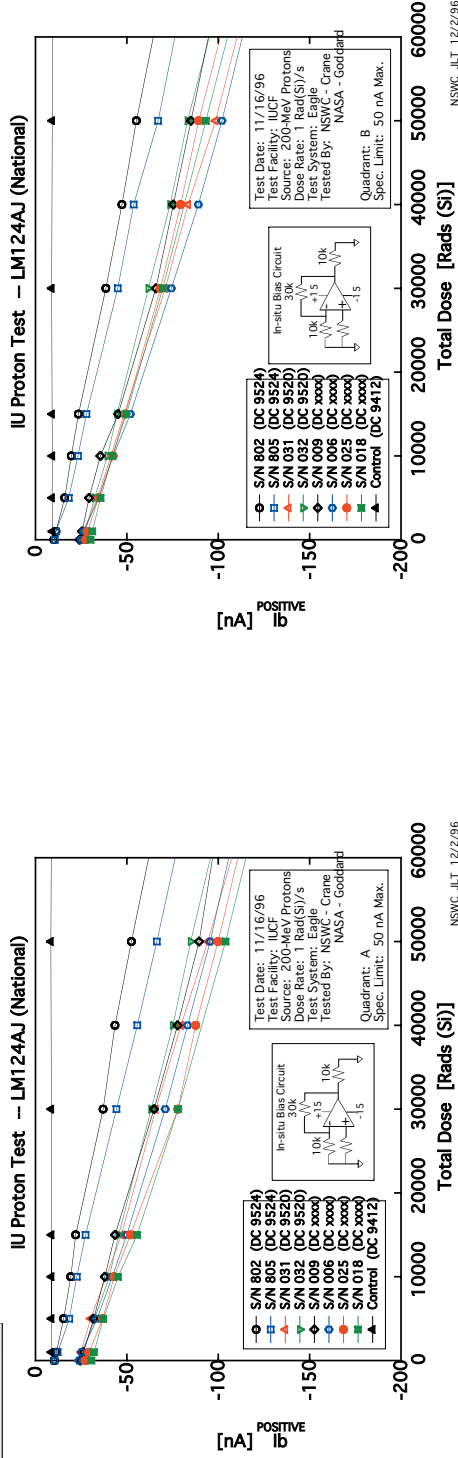 IU Proton Test -- LM124AJ (National)
0
-50
-100
-150
-200
[nA] Ib POSITIVE
0
10000
20000
30000
40000
50000
60000
Total Dose [Rads (Si)]
S/N 802 (DC 9524)
S/N 805 (DC 9524)
S/N 031 (DC 9520)
S/N 032 (DC 9520)
S/N 009 (DC xxxx)
S/N 006 (DC xxxx)
S/N 025 (DC xxxx)
S/N 018 (DC xxxx)
Control (DC 9412)
In-situ Bias Circuit
30k
+15
10k
10k
-15
Test Date: 11/16/96
Test Facility: IUCF
Source: 200-MeV Protons
Dose Rate: 1 Rad(Si)/s
Test System: Eagle
Tested By: NSWC - Crane
NASA - Goddard
Quadrant: A
Spec. Limit: 50 nA Max.
NSWC JLT 12/2/96
IU Proton Test -- LM124AJ (National)
0
-50
-100
-150
-200
[nA] Ib POSITIVE
0
10000
20000
30000
40000
50000
60000
Total Dose [Rads (Si)]
S/N 802 (DC 9524)
S/N 805 (DC 9524)
S/N 031 (DC 9520)
S/N 032 (DC 9520)
S/N 009 (DC xxxx)
S/N 006 (DC xxxx)
S/N 025 (DC xxxx)
S/N 018 (DC xxxx)
Control (DC 9412)
In-situ Bias Circuit
30k
+15
10k
10k
-15
Test Date: 11/16/96
Test Facility: IUCF
Source: 200-MeV Protons
Dose Rate: 1 Rad(Si)/s
Test System: Eagle
Tested By: NSWC - Crane
NASA - Goddard
Quadrant: B
Spec. Limit: 50 nA Max.
NSWC JLT 12/2/96